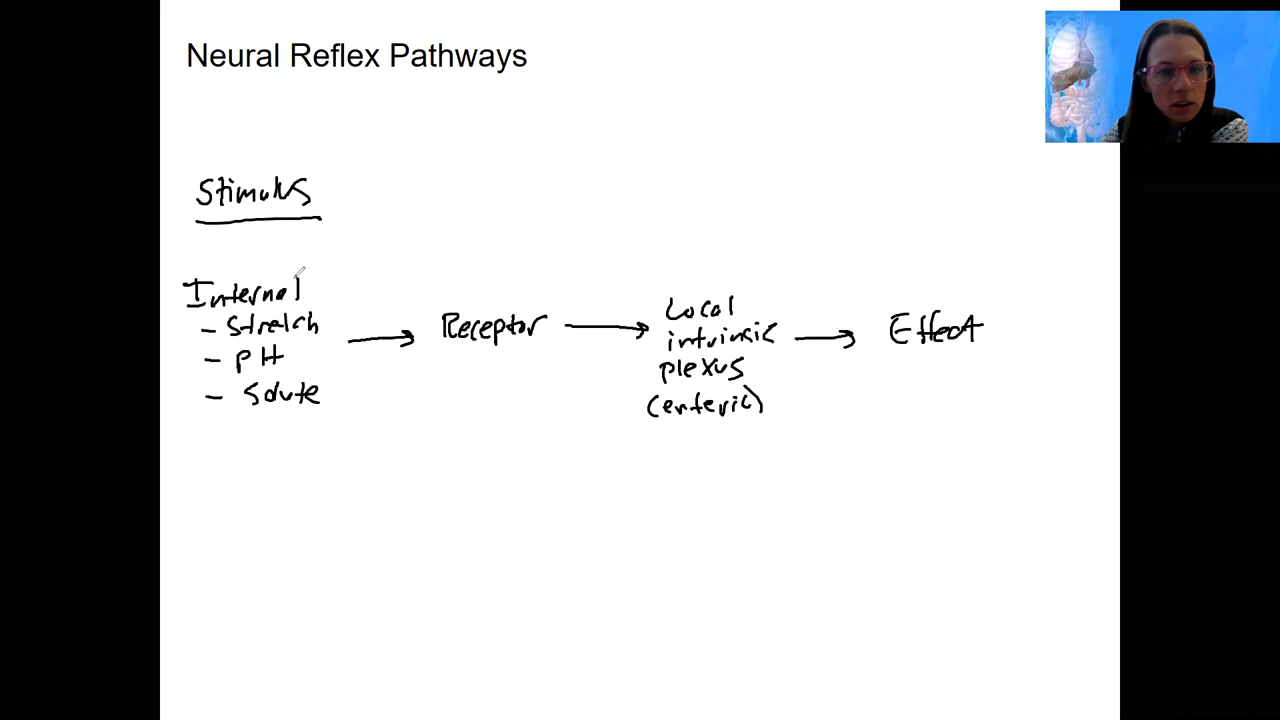 Neural Reflex Pathways
Stimulus
Internal
- Stretch
- pH
- Solute
Receptor
Local
intrinsic
plexus
(enteric)
Effect